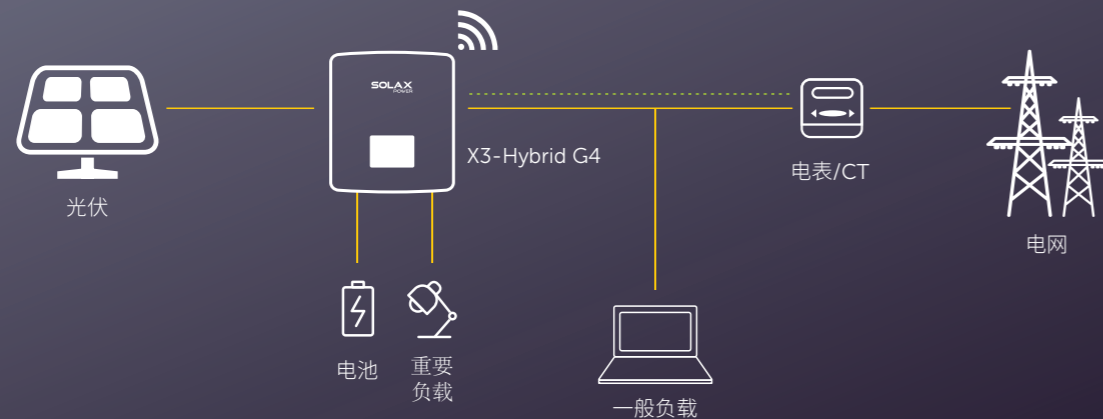 SOLAX
POWER
X3-Hybrid G4
电表/CT
光伏
电网
电池
重要
负载
一般负载